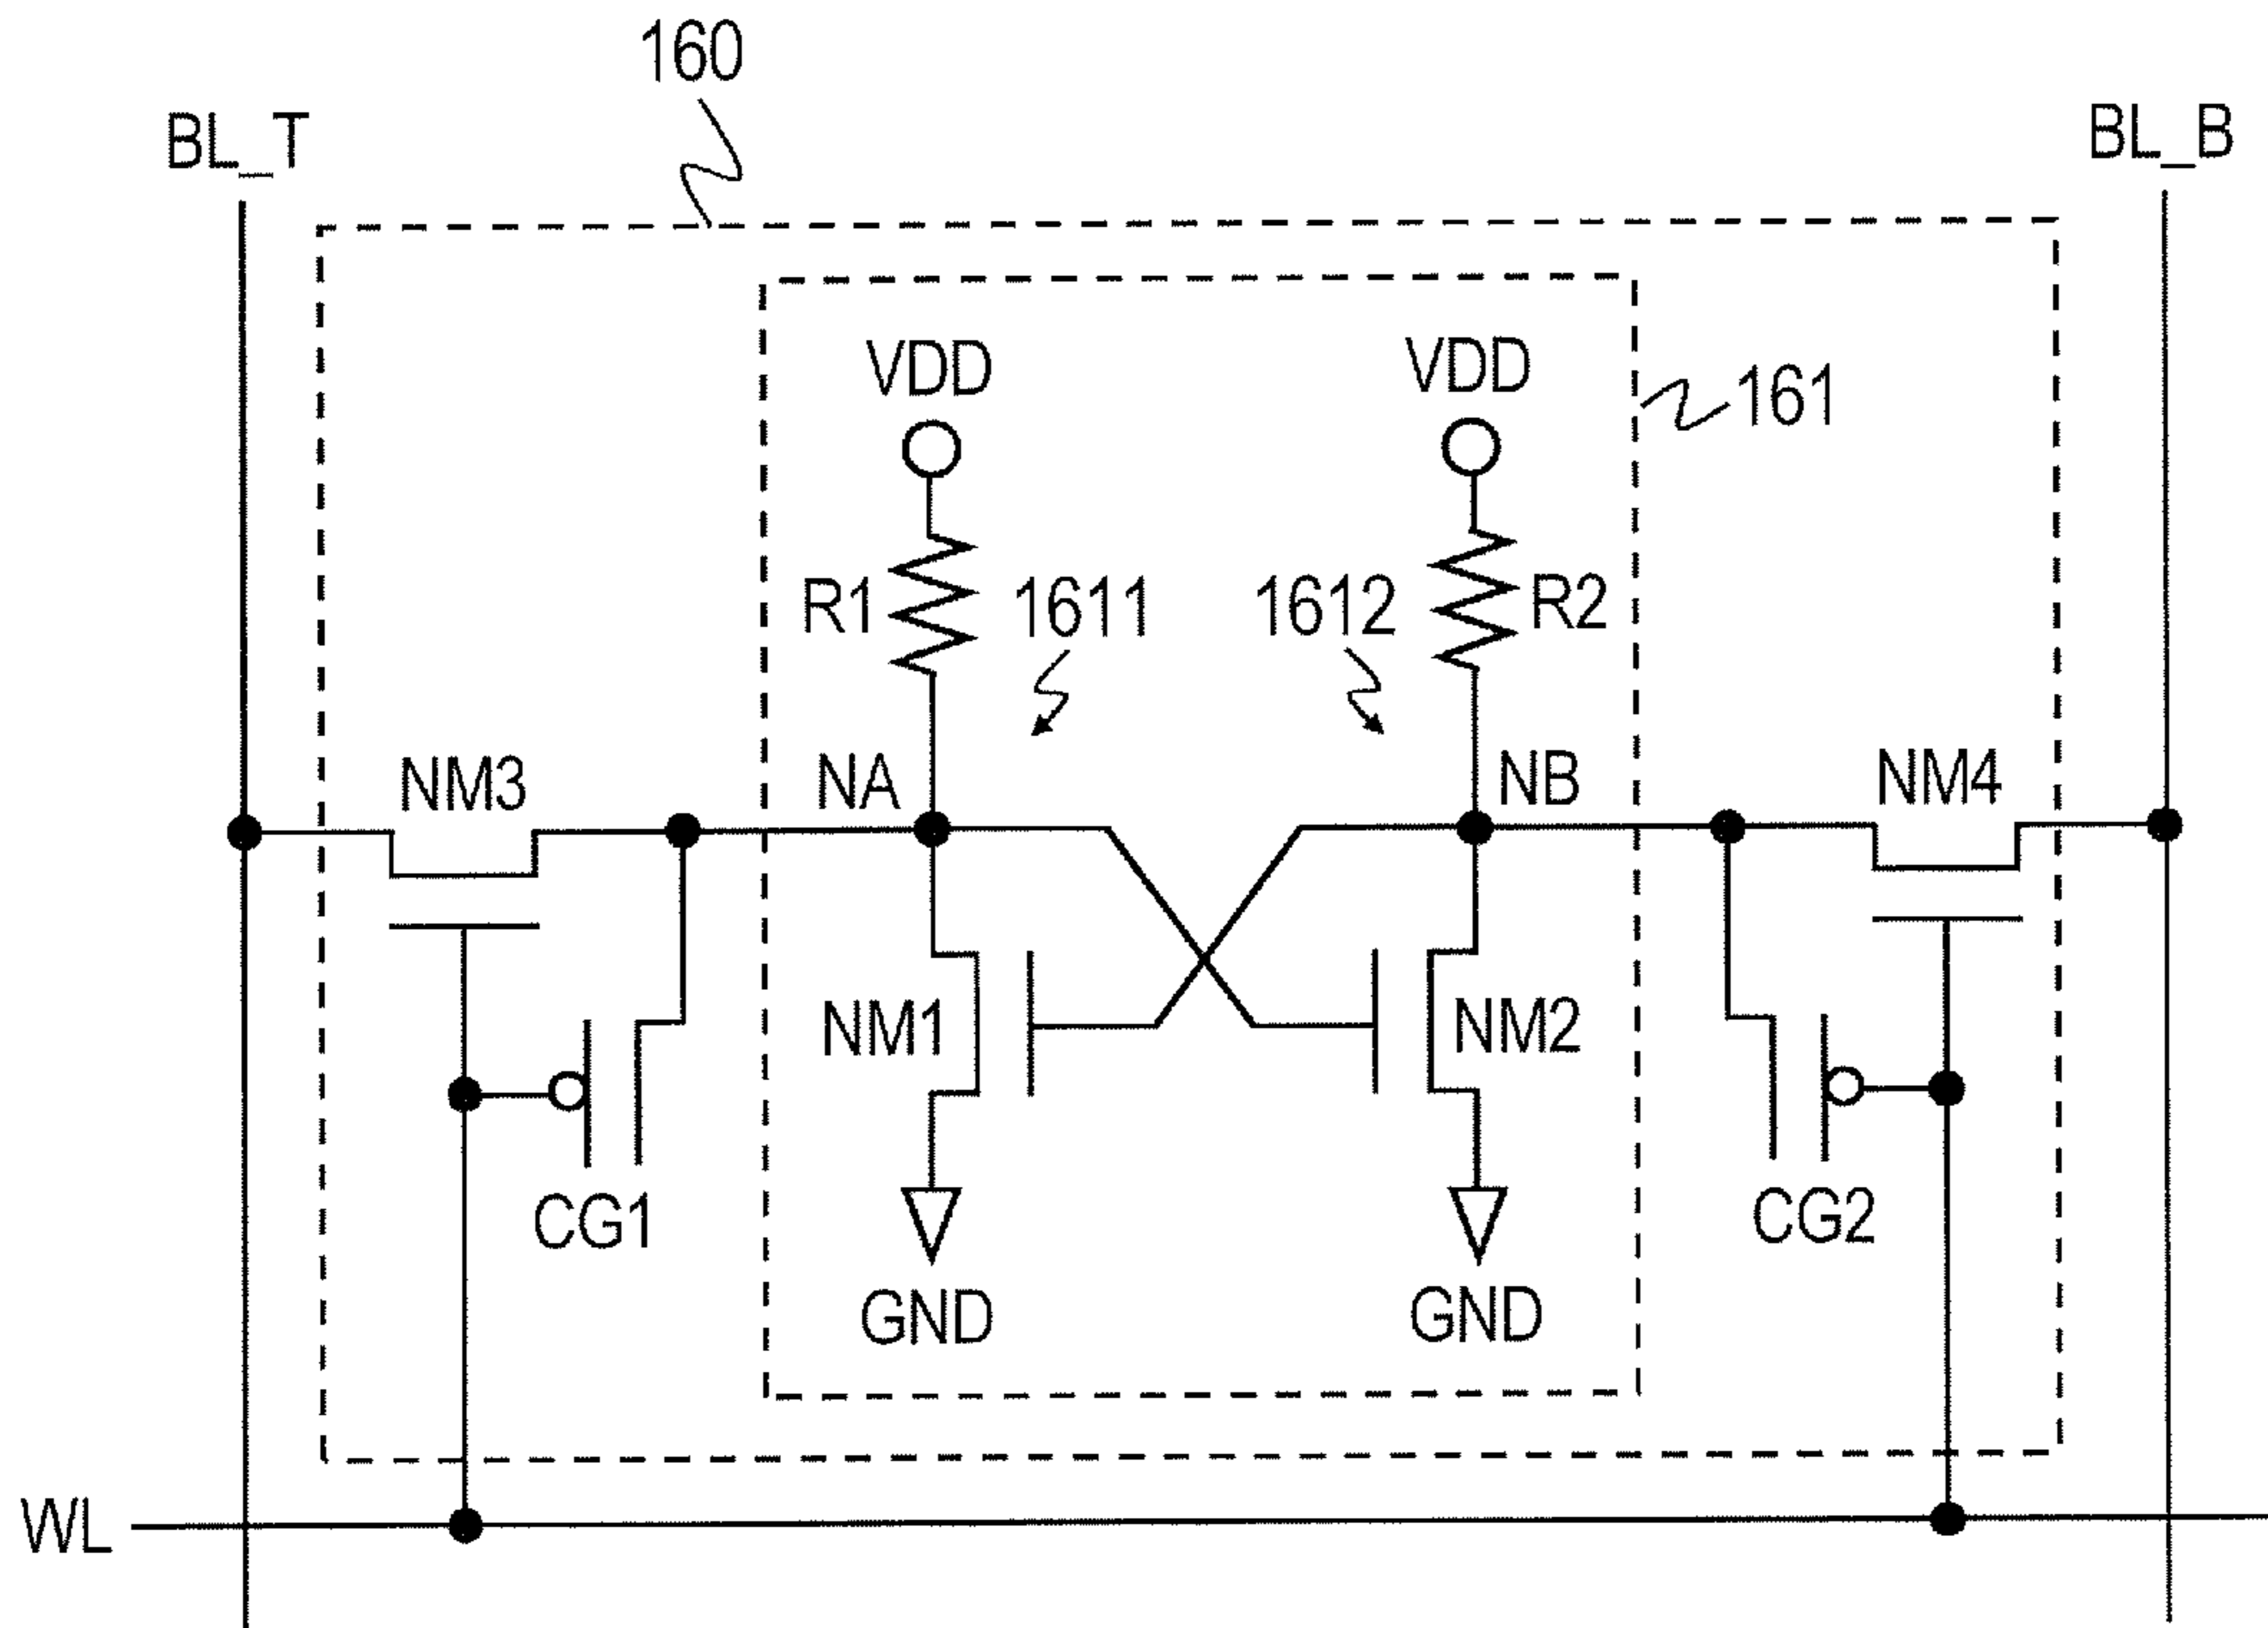 160
BL_T
BL_B
VDD
VDD
161
R1
1611
1612
R2
NM3
NA
NB
NM4
NM1
NM2
CG1
CG2
GND
GND
WL